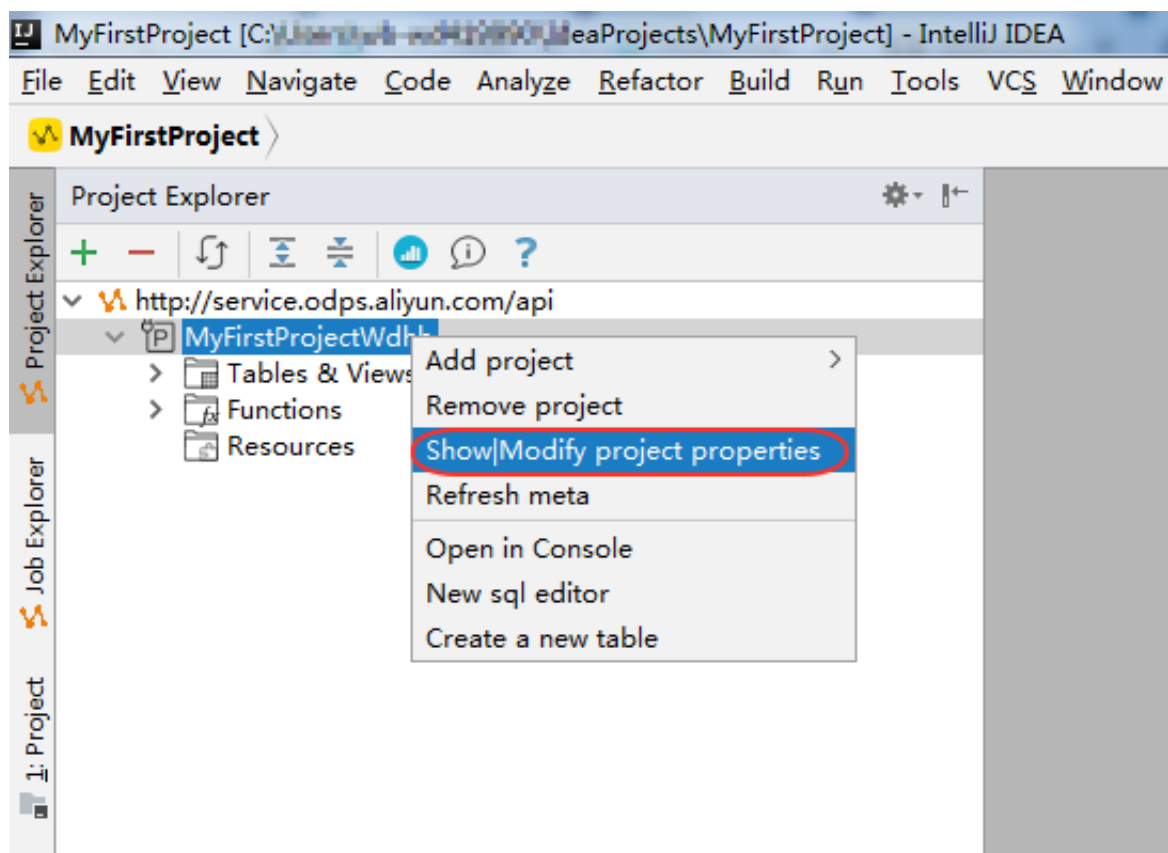 MyFirstProject [C:\ eaProjects\MyFirstProject] - IntelliJ IDEA
File Edit View Navigate Code Analyze Refactor Build Run Tools VCS Window
MyFirstProject
Project Explorer
http://service.odps.aliyun.com/api
MyFirstProjectWdhh
Tables & Views
Functions
Resources
Add project
Remove project
Show|Modify project properties
Refresh meta
Open in Console
New sql editor
Create a new table
Project Explorer
Job Explorer
1: Project